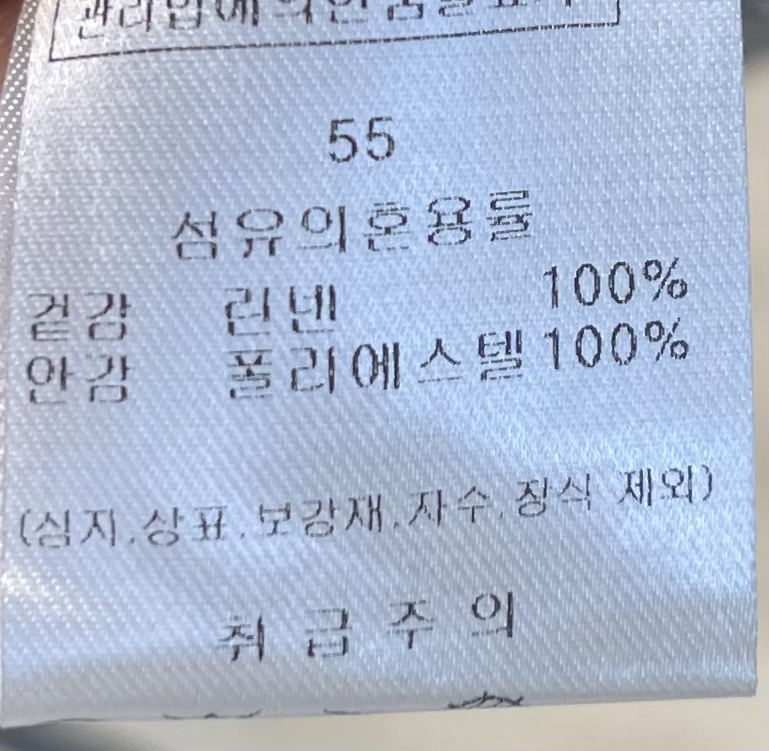 55
섬유의혼용률
겉감 린넨 100%
안감 폴리에스텔 100%
(심지.상표.보강재.자수.장식 제외)
취급주의